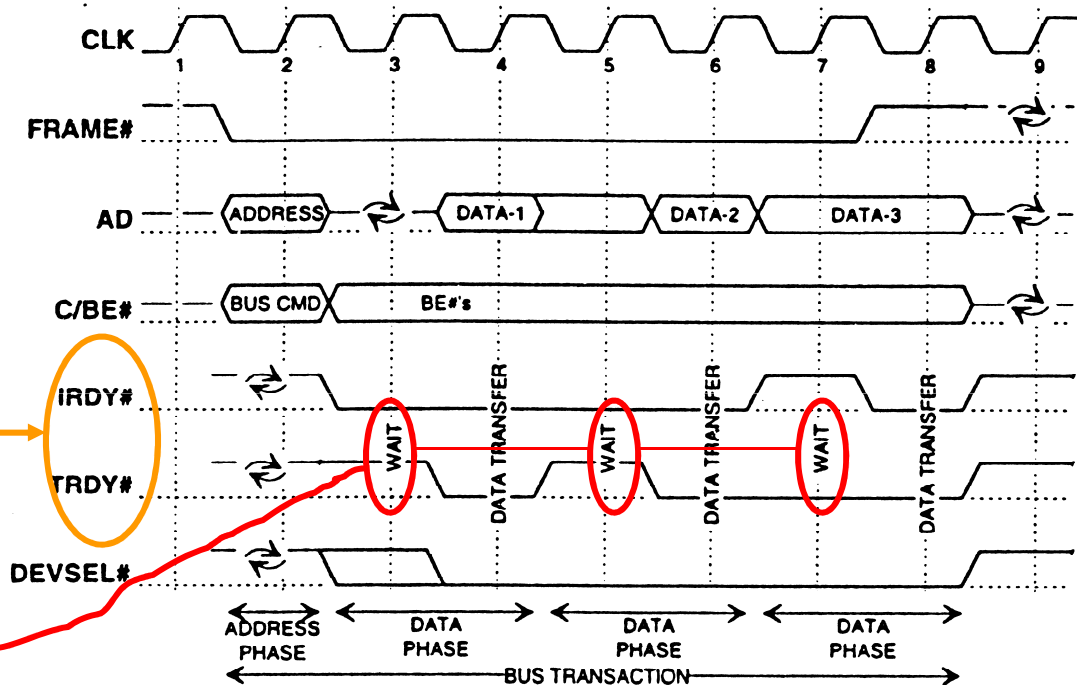 CLK
1 2 3 4 5 6 7 8 9
FRAME#
AD
ADDRESS DATA-1 DATA-2 DATA-3
C/BE#
BUS CMD BE#'s
IRDY#
WAIT DATA TRANSFER WAIT DATA TRANSFER WAIT DATA TRANSFER
TRDY#
DEVSEL#
ADDRESS DATA DATA DATA
PHASE PHASE PHASE PHASE
BUS TRANSACTION